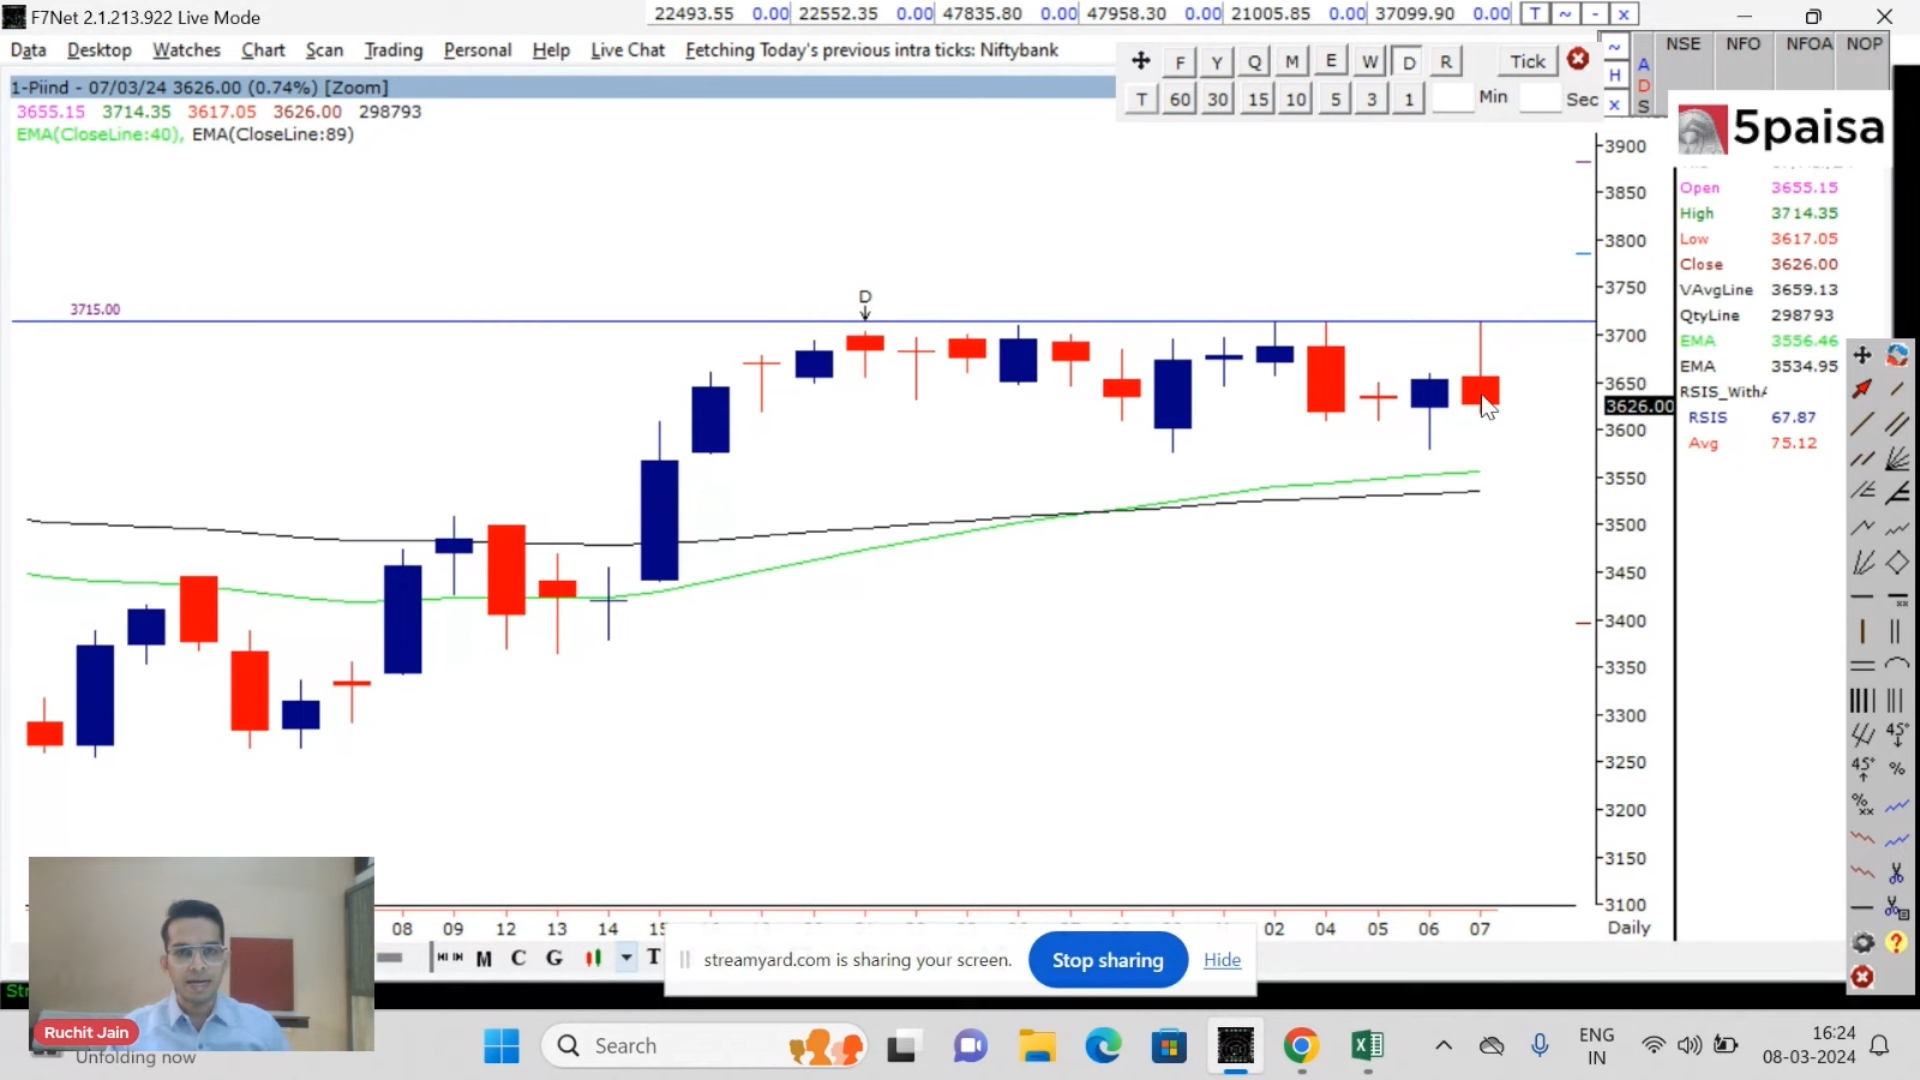 F7Net 2.1.213.922 Live Mode
22493.55 0.00 22552.35 0.00 47835.80 0.00 47958.30 0.00 21005.85 0.00 37099.90 0.00 T ~ - x
Data Desktop Watches Chart Scan Trading Personal Help Live Chat Fetching Today's previous intra ticks: Niftybank
F Y Q M E W D R Tick
T 60 30 15 10 5 3 1 Min Sec
~ H x
A D S
NSE NFO NFOA NOP
1-Piind - 07/03/24 3626.00 (0.74%) [Zoom]
3655.15 3714.35 3617.05 3626.00 298793
EMA(CloseLine:40), EMA(CloseLine:89)
5paisa
Open 3655.15
High 3714.35
Low 3617.05
Close 3626.00
VAvgLine 3659.13
QtyLine 298793
EMA 3556.46
EMA 3534.95
RSIS_With
RSIS 67.87
Avg 75.12
3715.00
D
3900
3850
3800
3750
3700
3650
3626.00
3600
3550
3500
3450
3400
3350
3300
3250
3200
3150
3100
45°
45°
%
%xx
08 09 12 13 14 15 02 04 05 06 07 Daily
M C G T
streamyard.com is sharing your screen. Stop sharing Hide
Ruchit Jain
Unfolding now
Search
ENG
IN
16:24
08-03-2024